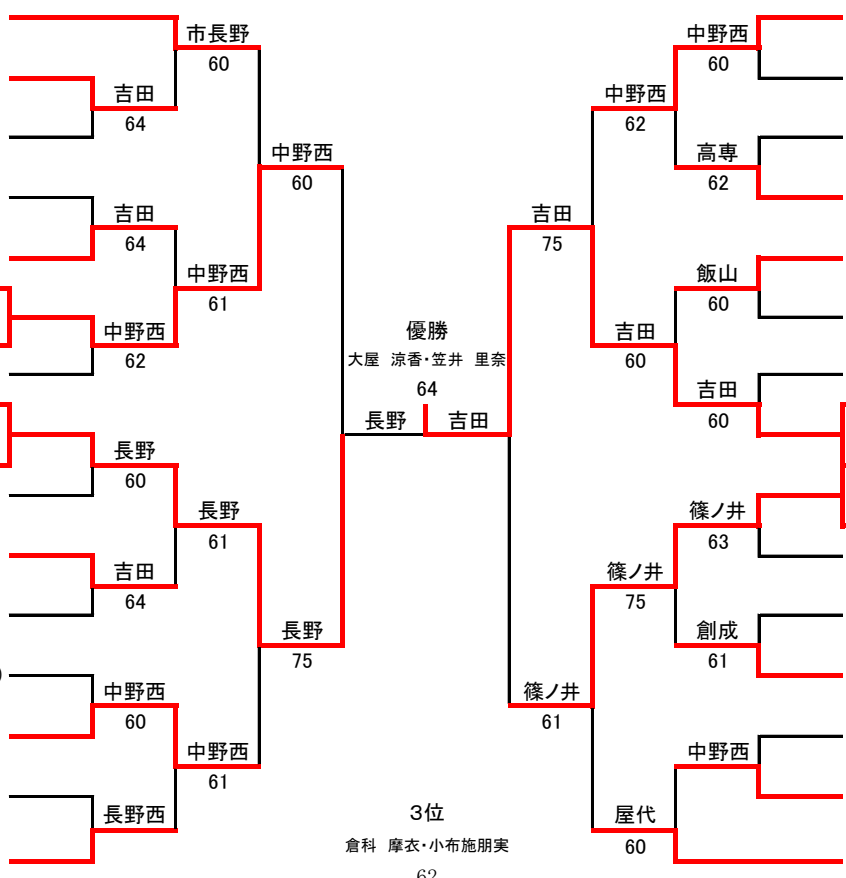 市長野
60
吉田
64
中野西
60
吉田
64
中野西
61
中野西
62
長野
60
長野
61
吉田
64
長野
75
中野西
60
中野西
61
長野西
優勝
大屋 涼香・笠井 里奈
64
長野
吉田
3位
倉科 摩衣・小布施朋実
62
中野西
60
中野西
62
高専
62
吉田
75
飯山
60
吉田
60
吉田
60
篠ノ井
63
篠ノ井
75
創成
61
篠ノ井
61
中野西
屋代
60